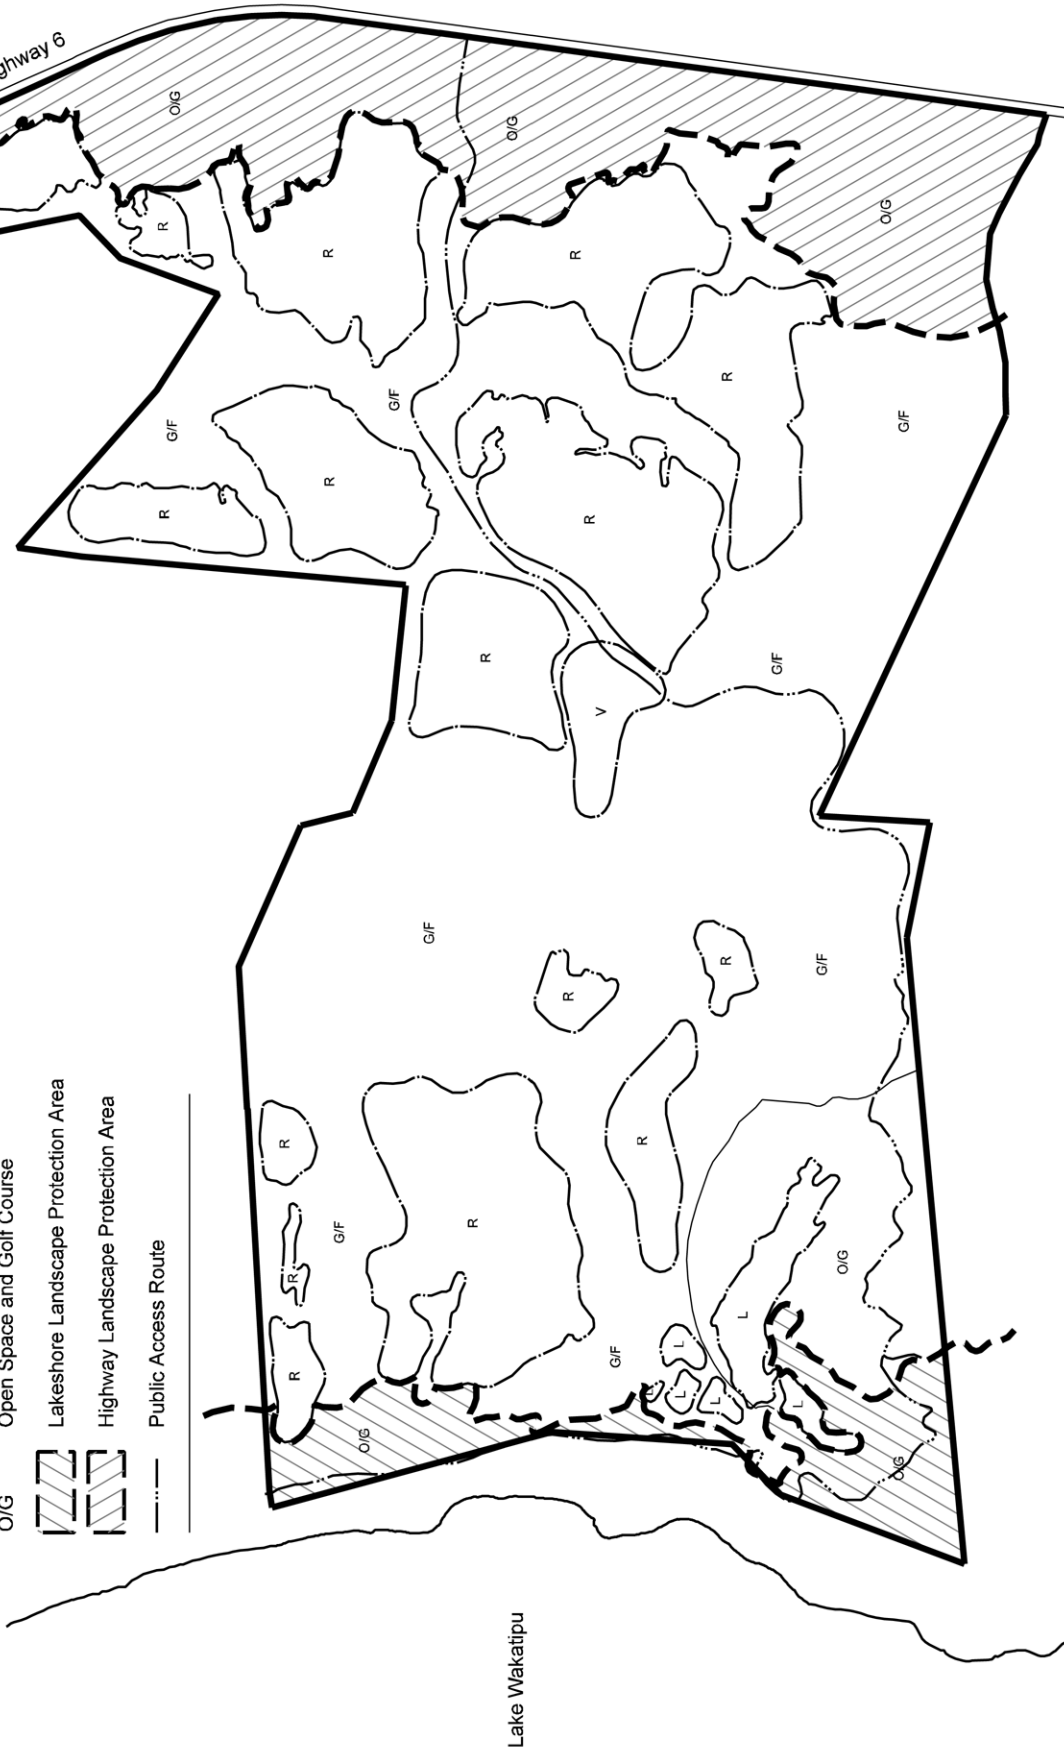 ghway 6
O/G Open Space and Golf Course
Lakeshore Landscape Protection Area
Highway Landscape Protection Area
Public Access Route
O/G
O/G
O/G
R
R
R
R
G/F
G/F
G/F
R
R
R
R
V
G/F
G/F
R
R
G/F
R
R
R
R
R
G/F
G/F
L
L
L
L
L
L
O/G
O/G
O/G
Lake Wakatipu